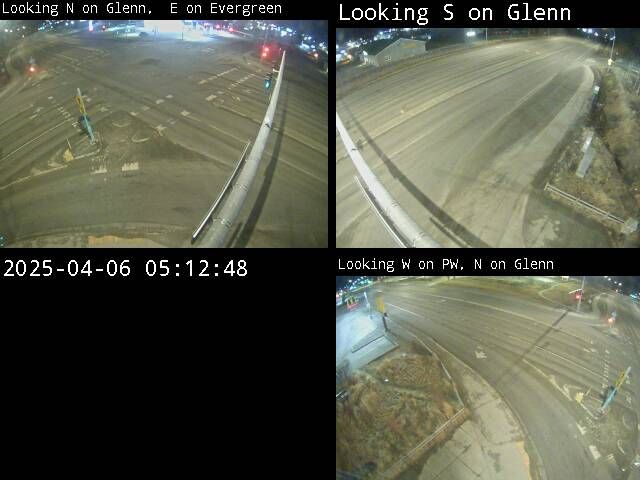 Looking N on Glenn, E on Evergreen
Looking S on Glenn
2025-04-06 05:12:48
Looking W on PW, N on Glenn